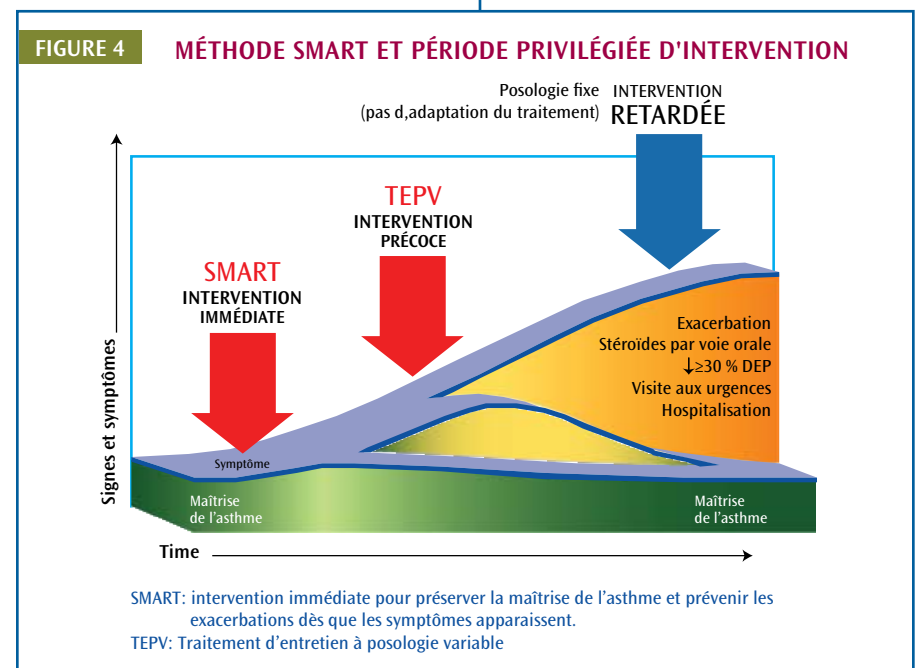 FIGURE 4
MÉTHODE SMART ET PÉRIODE PRIVILÉGIÉE D'INTERVENTION
Posologie fixe
(pas d,adaptation du traitement)
INTERVENTION
RETARDÉE
TEPV
INTERVENTION
PRÉCOCE
SMART
INTERVENTION
IMMÉDIATE
Signes et symptômes
Exacerbation
Stéroïdes par voie orale
↓≥30 % DEP
Visite aux urgences
Hospitalisation
Symptôme
Maîtrise
de l’asthme
Maîtrise
de l’asthme
Time
SMART: intervention immédiate pour préserver la maîtrise de l’asthme et prévenir les
exacerbations dès que les symptômes apparaissent.
TEPV: Traitement d’entretien à posologie variable